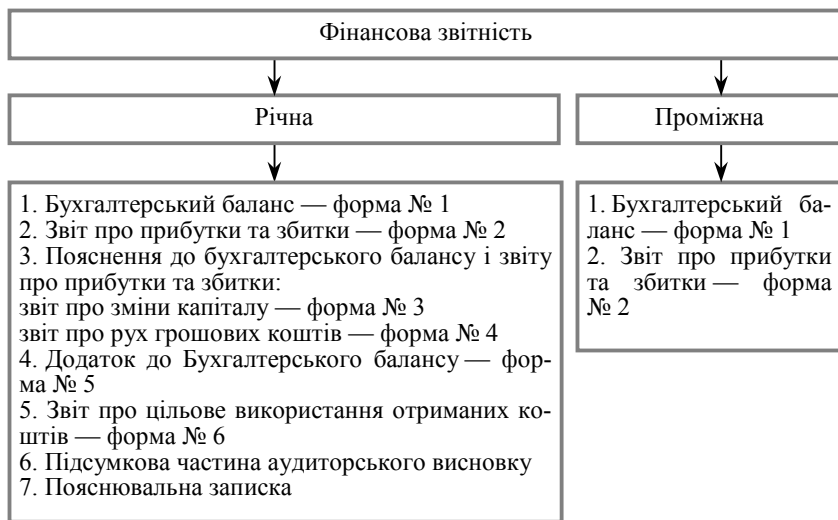 Фінансова звітність
Річна
Проміжна
1. Бухгалтерський баланс — форма № 1
2. Звіт про прибутки та збитки — форма № 2
3. Пояснення до бухгалтерського балансу і звіту
про прибутки та збитки:
звіт про зміни капіталу — форма № 3
звіт про рух грошових коштів — форма № 4
4. Додаток до Бухгалтерського балансу — фор-
ма № 5
5. Звіт про цільове використання отриманих ко-
штів — форма № 6
6. Підсумкова частина аудиторського висновку
7. Пояснювальна записка
1. Бухгалтерський ба-
ланс — форма № 1
2. Звіт про прибутки
та збитки — форма
№ 2